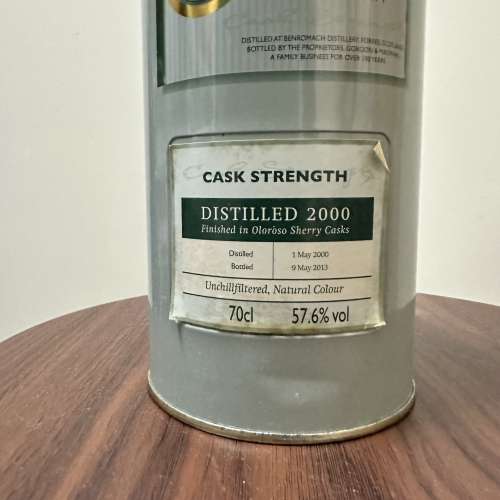 DISTILLED AT BENROMACH DISTILLERY, FORRES, SCOTLAND
BOTTLED BY THE PROPRIETORS, GORDON &
A FAMILY BUSINESS FOR OVER 100 YEARS
CASK STRENGTH
DISTILLED 2000
Finished in Oloroso Sherry Casks
Distilled 1 May 2000
Bottled 9 May 2013
Unchillfiltered, Natural Colour
70cl 57.6% vol